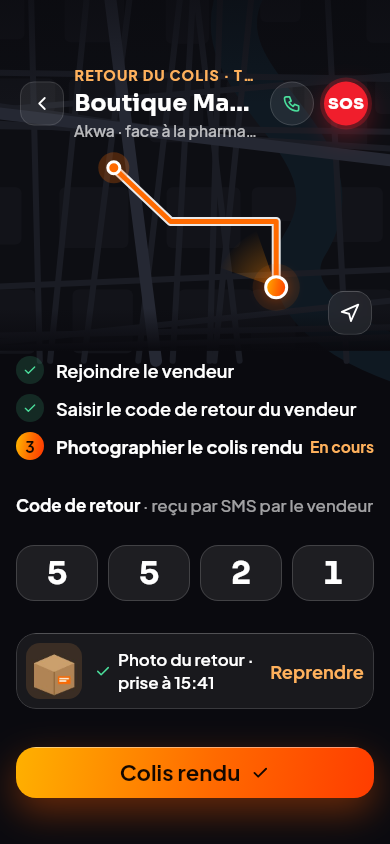 RETOUR DU COLIS · T…
Boutique Ma…
Akwa · face à la pharma…
SOS
Rejoindre le vendeur
Saisir le code de retour du vendeur
3 Photographier le colis rendu En cours
Code de retour · reçu par SMS par le vendeur
5 5 2 1
Photo du retour ·
prise à 15:41
Reprendre
Colis rendu